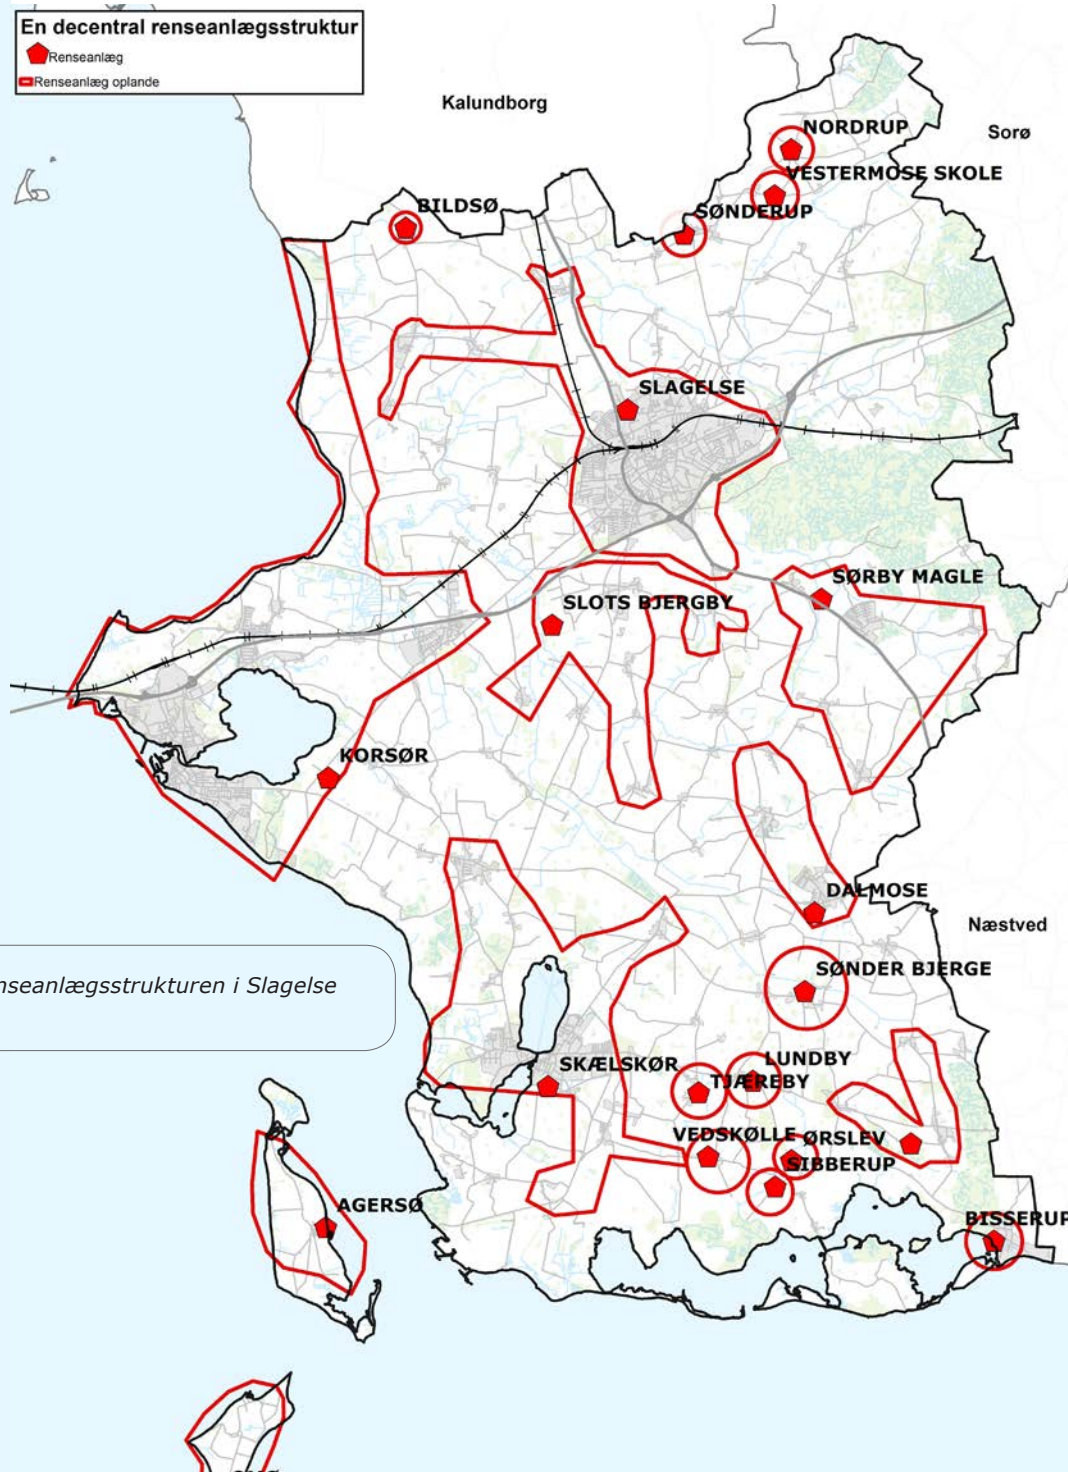 En decentral renseanlægsstruktur
Renseanlæg
Renseanlæg oplande
Kalundborg
Sorø
NORDRUP
VESTERMOSE SKOLE
BILDSØ
SØNDERUP
SLAGELSE
SØRBY MAGLE
SLOTS BJERGBY
KORSØR
DALMOSE
Næstved
SØNDER BJERGE
nseanlægsstrukturen i Slagelse
SKÆLSKØR
LUNDBY
TJÆREBY
VEDSKØLLE
ØRSLEV
SIBBERUP
AGERSØ
BISSERUP